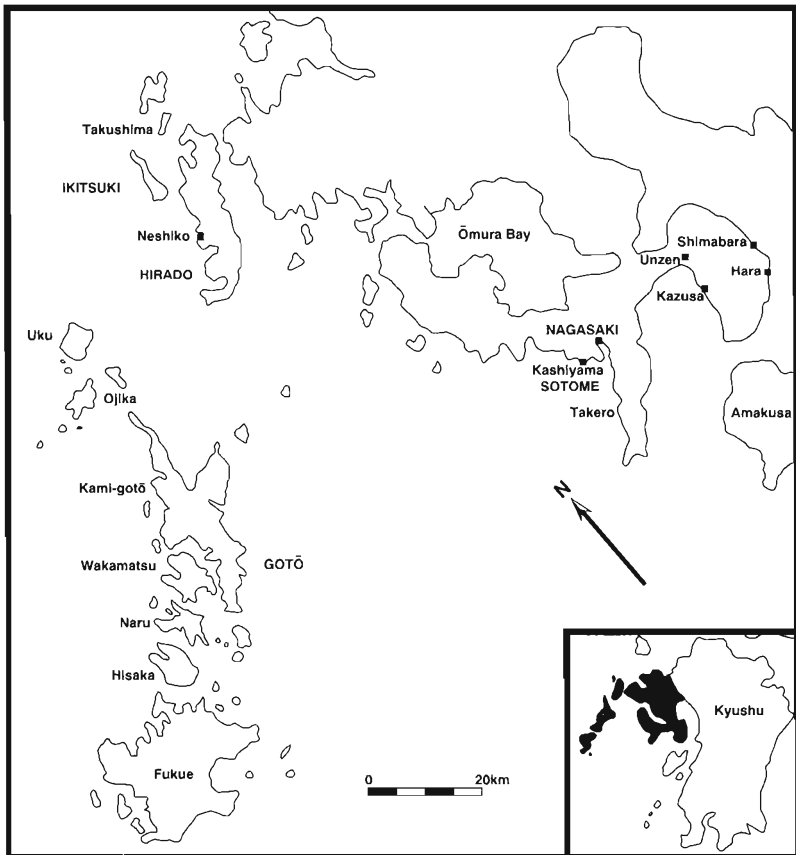 Takushima
IKITSUKI
Neshiko
HIRADO
Ōmura Bay
Shimabara
Unzen
Hara
Kazusa
Uku
NAGASAKI
Kashiyama
SOTOME
Ojika
Takero
Amakusa
Kami-gotō
N
Wakamatsu
GOTŌ
Naru
Hisaka
Kyushu
Fukue
0 20km